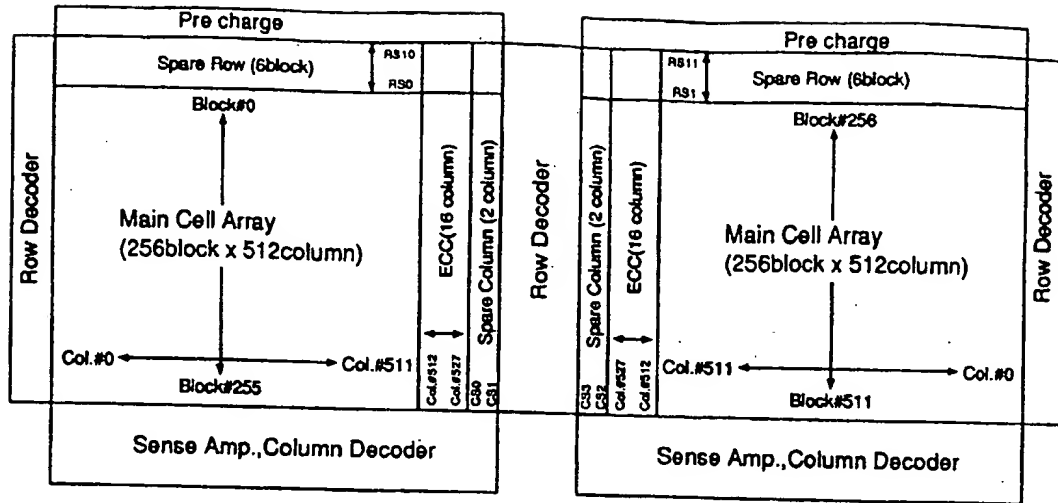 Pre charge
Spare Row (6block)
RS10
RS0
Block#0
Row Decoder
Main Cell Array
(256block x 512column)
ECC(16 column)
Spare Column (2 column)
Col.#0
Col.#511
Block#255
Col.#512
Col.#527
CS0
CS1
Sense Amp.,Column Decoder
Row Decoder
Pre charge
RS11
RS1
Spare Row (6block)
Block#256
Spare Column (2 column)
ECC(16 column)
Main Cell Array
(256block x 512column)
Row Decoder
CS3
CS2
Col.#527
Col.#512
Col.#511
Col.#0
Block#511
Sense Amp.,Column Decoder